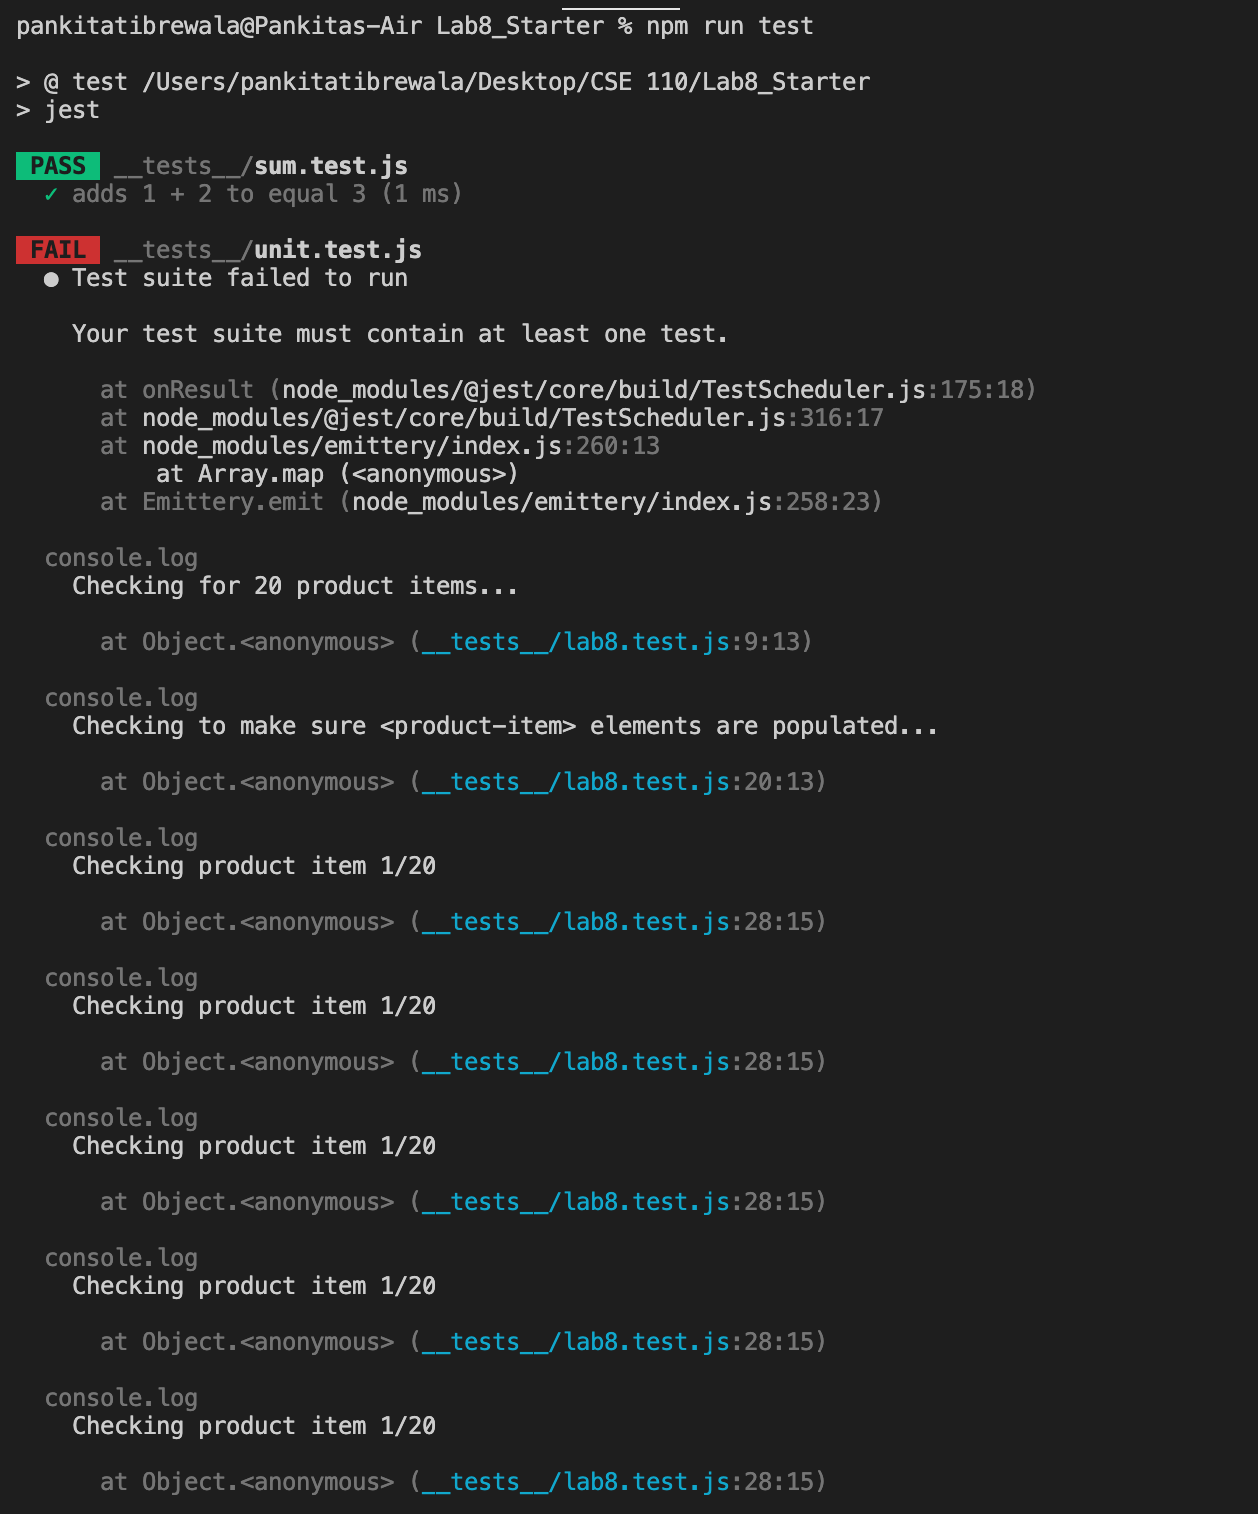 pankitatibrewala@Pankitas-Air Lab8_Starter % npm run test
> @ test /Users/pankitatibrewala/Desktop/CSE 110/Lab8_Starter
> jest
PASS __tests__/sum.test.js
✓ adds 1 + 2 to equal 3 (1 ms)
FAIL __tests__/unit.test.js
● Test suite failed to run
Your test suite must contain at least one test.
at onResult (node_modules/@jest/core/build/TestScheduler.js:175:18)
at node_modules/@jest/core/build/TestScheduler.js:316:17
at node_modules/emittery/index.js:260:13
at Array.map (<anonymous>)
at Emittery.emit (node_modules/emittery/index.js:258:23)
console.log
Checking for 20 product items...
at Object.<anonymous> (__tests__/lab8.test.js:9:13)
console.log
Checking to make sure <product-item> elements are populated...
at Object.<anonymous> (__tests__/lab8.test.js:20:13)
console.log
Checking product item 1/20
at Object.<anonymous> (__tests__/lab8.test.js:28:15)
console.log
Checking product item 1/20
at Object.<anonymous> (__tests__/lab8.test.js:28:15)
console.log
Checking product item 1/20
at Object.<anonymous> (__tests__/lab8.test.js:28:15)
console.log
Checking product item 1/20
at Object.<anonymous> (__tests__/lab8.test.js:28:15)
console.log
Checking product item 1/20
at Object.<anonymous> (__tests__/lab8.test.js:28:15)